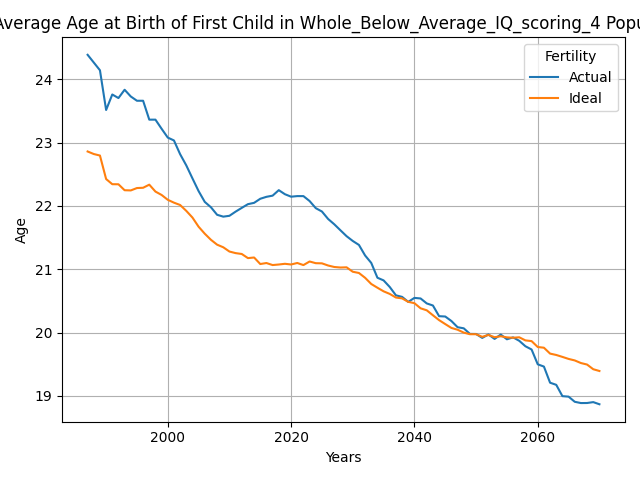 Average Age at Birth of First Child in Whole_Below_Average_IQ_scoring_4
Fertility
Actual
Ideal
24
23
22
21
20
19
Age
2000
2020
2040
2060
Years